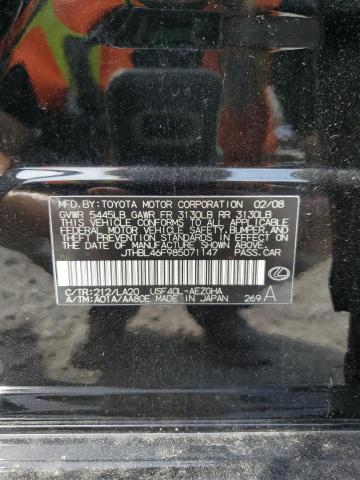 MFD.BY:TOYOTA MOTOR CORPORATION 02/08
GVWR 5445LB GAWR FR 3130LB RR 3130LB
THIS VEHICLE CONFORMS TO ALL APPLICABLE
FEDERAL MOTOR VEHICLE SAFETY,BUMPER,AND
THEFT PREVENTION STANDARDS IN EFFECT ON
THE DATE OF MANUFACTURE SHOWN ABOVE.
JTHBL46F985071147 PASS.CAR
C/TR:212/LA20 USF40L-AEZGHA
A/TM:A01A/AA80E MADE IN JAPAN 269 A